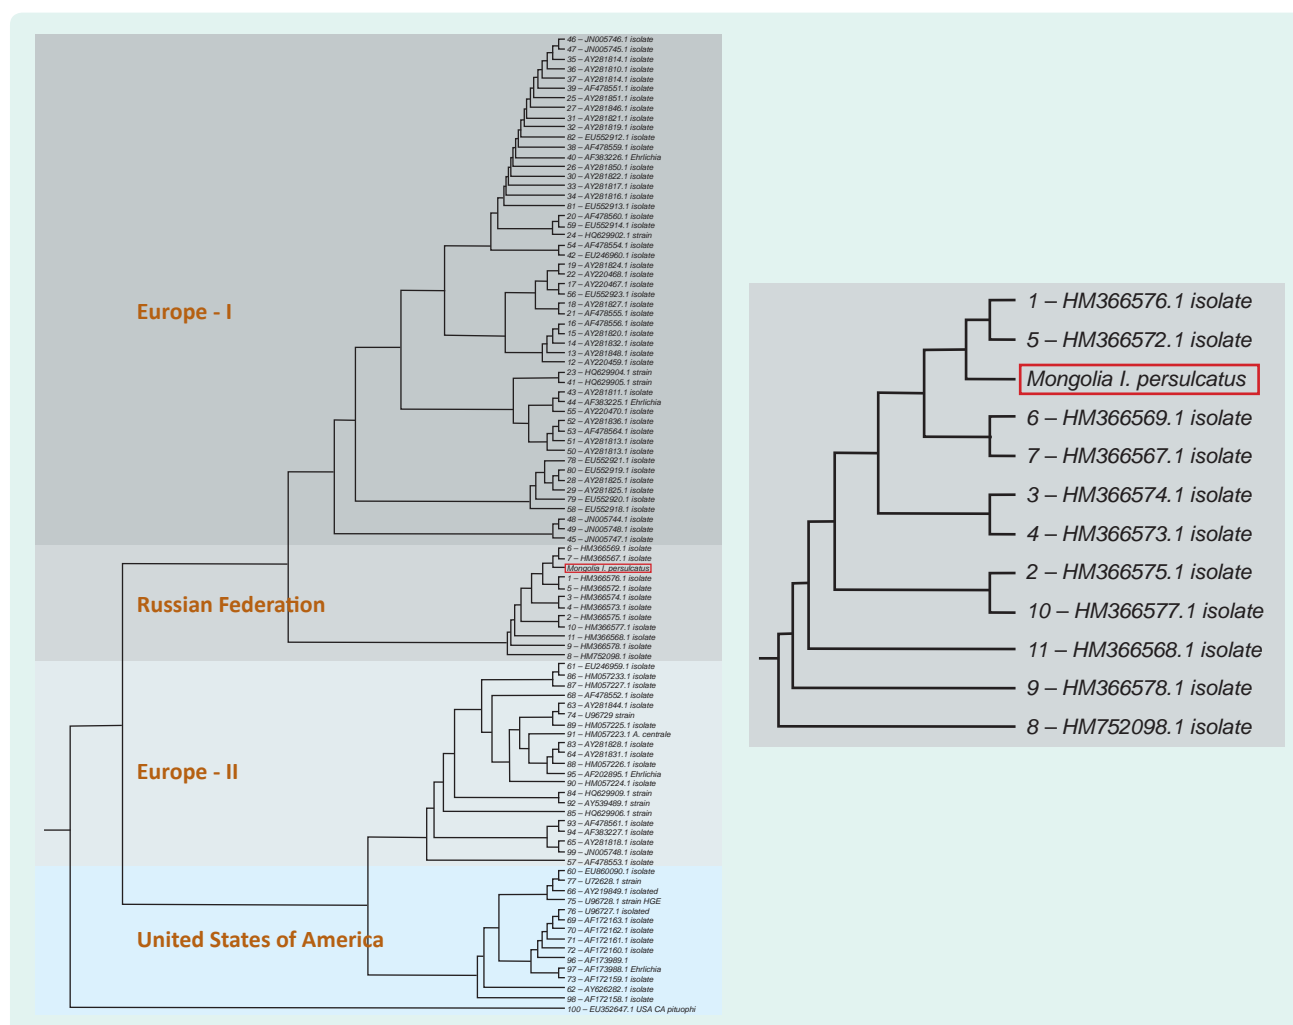 46 – JN005746.1 isolate
47 – JN005745.1 isolate
35 – AY281814.1 isolate
36 – AY281810.1 isolate
37 – AY281814.1 isolate
39 – AF478551.1 isolate
25 – AY281851.1 isolate
27 – AY281846.1 isolate
31 – AY281821.1 isolate
32 – AY281819.1 isolate
82 – EU552912.1 isolate
38 – AF478559.1 isolate
40 – AF383226.1 Ehrlichia
26 – AY281850.1 isolate
30 – AY281822.1 isolate
33 – AY281817.1 isolate
34 – AY281816.1 isolate
81 – EU552913.1 isolate
20 – AF478560.1 isolate
59 – EU552914.1 isolate
24 – HQ629902.1 strain
54 – AF478554.1 isolate
42 – EU246960.1 isolate
19 – AY281824.1 isolate
22 – AY220468.1 isolate
17 – AY220467.1 isolate
56 – EU552923.1 isolate
18 – AY281827.1 isolate
21 – AF478555.1 isolate
16 – AF478556.1 isolate
15 – AY281820.1 isolate
14 – AY281832.1 isolate
13 – AY281848.1 isolate
12 – AY220459.1 isolate
23 – HQ629904.1 strain
41 – HQ629905.1 strain
43 – AY281811.1 isolate
44 – AF383225.1 Ehrlichia
55 – AY220470.1 isolate
52 – AY281836.1 isolate
53 – AF478564.1 isolate
51 – AY281813.1 isolate
50 – AY281813.1 isolate
78 – EU552921.1 isolate
80 – EU552919.1 isolate
28 – AY281825.1 isolate
29 – AY281825.1 isolate
79 – EU552920.1 isolate
58 – EU552918.1 isolate
48 – JN005744.1 isolate
49 – JN005748.1 isolate
45 – JN005747.1 isolate
Europe - I
6 – HM366569.1 isolate
7 – HM366567.1 isolate
Mongolia I. persulcatus
1 – HM366576.1 isolate
5 – HM366572.1 isolate
3 – HM366574.1 isolate
4 – HM366573.1 isolate
2 – HM366575.1 isolate
10 – HM366577.1 isolate
11 – HM366568.1 isolate
9 – HM366578.1 isolate
8 – HM752098.1 isolate
Russian Federation
61 – EU246959.1 isolate
86 – HM057233.1 isolate
87 – HM057227.1 isolate
68 – AF478552.1 isolate
63 – AY281844.1 isolate
74 – U96729 strain
89 – HM057225.1 isolate
91 – HM057223.1 A. centrale
83 – AY281828.1 isolate
64 – AY281831.1 isolate
88 – HM057226.1 isolate
95 – AF202895.1 Ehrlichia
90 – HM057224.1 isolate
84 – HQ629909.1 strain
92 – AY539489.1 strain
85 – HQ629906.1 strain
93 – AF478561.1 isolate
94 – AF383227.1 isolate
65 – AY281818.1 isolate
99 – JN005748.1 isolate
57 – AF478553.1 isolate
Europe - II
60 – EU860090.1 isolate
77 – U72628.1 strain
66 – AY219849.1 isolated
75 – U96728.1 strain HGE
76 – U96727.1 isolated
69 – AF172163.1 isolate
70 – AF172162.1 isolate
71 – AF172161.1 isolate
72 – AF172160.1 isolate
96 – AF173989.1
97 – AF173988.1 Ehrlichia
73 – AF172159.1 isolate
62 – AY626282.1 isolate
98 – AF172158.1 isolate
100 – EU352647.1 USA CA pituophi
United States of America
1 – HM366576.1 isolate
5 – HM366572.1 isolate
Mongolia I. persulcatus
6 – HM366569.1 isolate
7 – HM366567.1 isolate
3 – HM366574.1 isolate
4 – HM366573.1 isolate
2 – HM366575.1 isolate
10 – HM366577.1 isolate
11 – HM366568.1 isolate
9 – HM366578.1 isolate
8 – HM752098.1 isolate